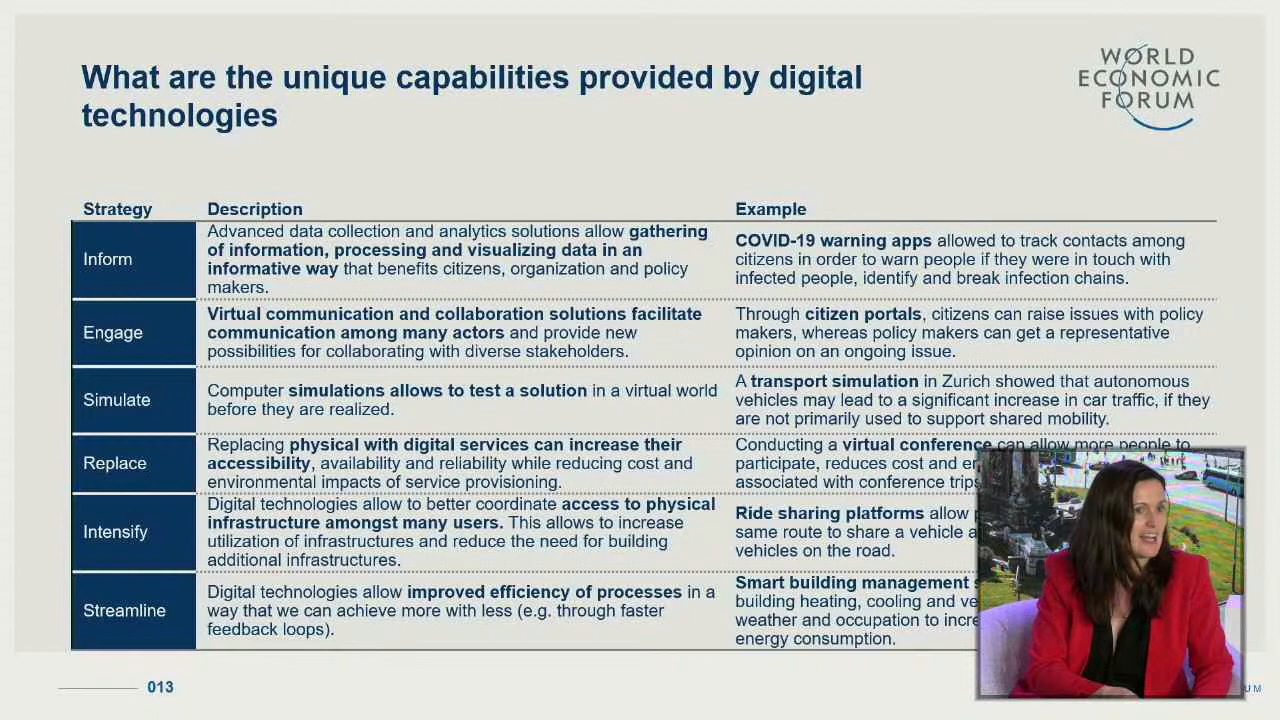 What are the unique capabilities provided by digital
technologies
WORLD
ECONOMIC
FORUM
Strategy Description Example
Inform
Advanced data collection and analytics solutions allow gathering
of information, processing and visualizing data in an
informative way that benefits citizens, organization and policy
makers.
COVID-19 warning apps allowed to track contacts among
citizens in order to warn people if they were in touch with
infected people, identify and break infection chains.
Engage
Virtual communication and collaboration solutions facilitate
communication among many actors and provide new
possibilities for collaborating with diverse stakeholders.
Through citizen portals, citizens can raise issues with policy
makers, whereas policy makers can get a representative
opinion on an ongoing issue.
Simulate
Computer simulations allows to test a solution in a virtual world
before they are realized.
A transport simulation in Zurich showed that autonomous
vehicles may lead to a significant increase in car traffic, if they
are not primarily used to support shared mobility.
Replace
Replacing physical with digital services can increase their
accessibility, availability and reliability while reducing cost and
environmental impacts of service provisioning.
Conducting a virtual conference can allow more people to
participate, reduces cost and
associated with conference trips
Intensify
Digital technologies allow to better coordinate access to physical
infrastructure amongst many users. This allows to increase
utilization of infrastructures and reduce the need for building
additional infrastructures.
Ride sharing platforms allow
same route to share a vehicle
vehicles on the road.
Streamline
Digital technologies allow improved efficiency of processes in a
way that we can achieve more with less (e.g. through faster
feedback loops).
Smart building management
building heating, cooling and
weather and occupation to
energy consumption.
013